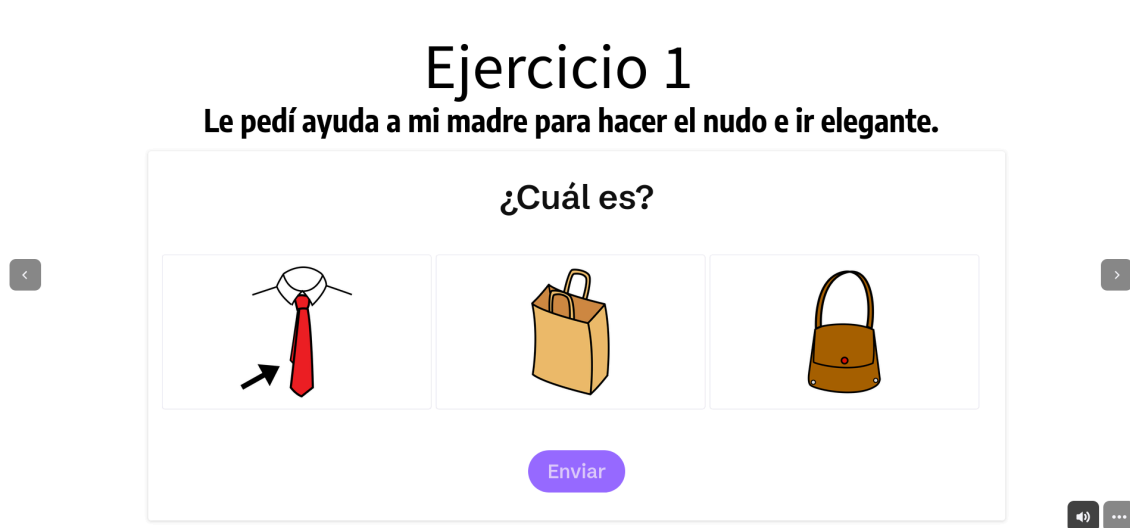 Ejercicio 1
Le pedí ayuda a mi madre para hacer el nudo e ir elegante.
¿Cuál es?
Enviar